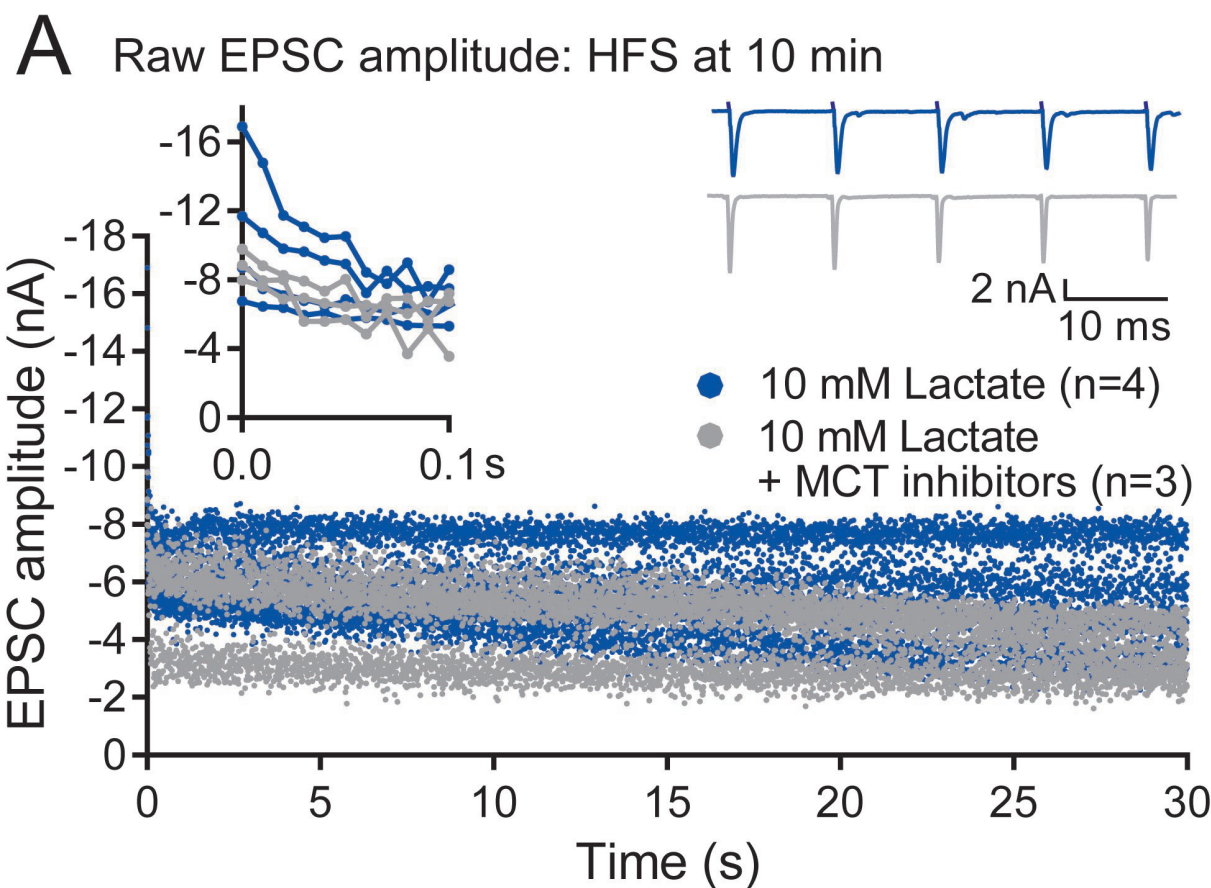 A Raw EPSC amplitude: HFS at 10 min
-16
-12
-8
-4
0
0.0 0.1 s
2 nA
10 ms
10 mM Lactate (n=4)
10 mM Lactate
+ MCT inhibitors (n=3)
EPSC amplitude (nA)
-18
-16
-14
-12
-10
-8
-6
-4
-2
0
0 5 10 15 20 25 30
Time (s)